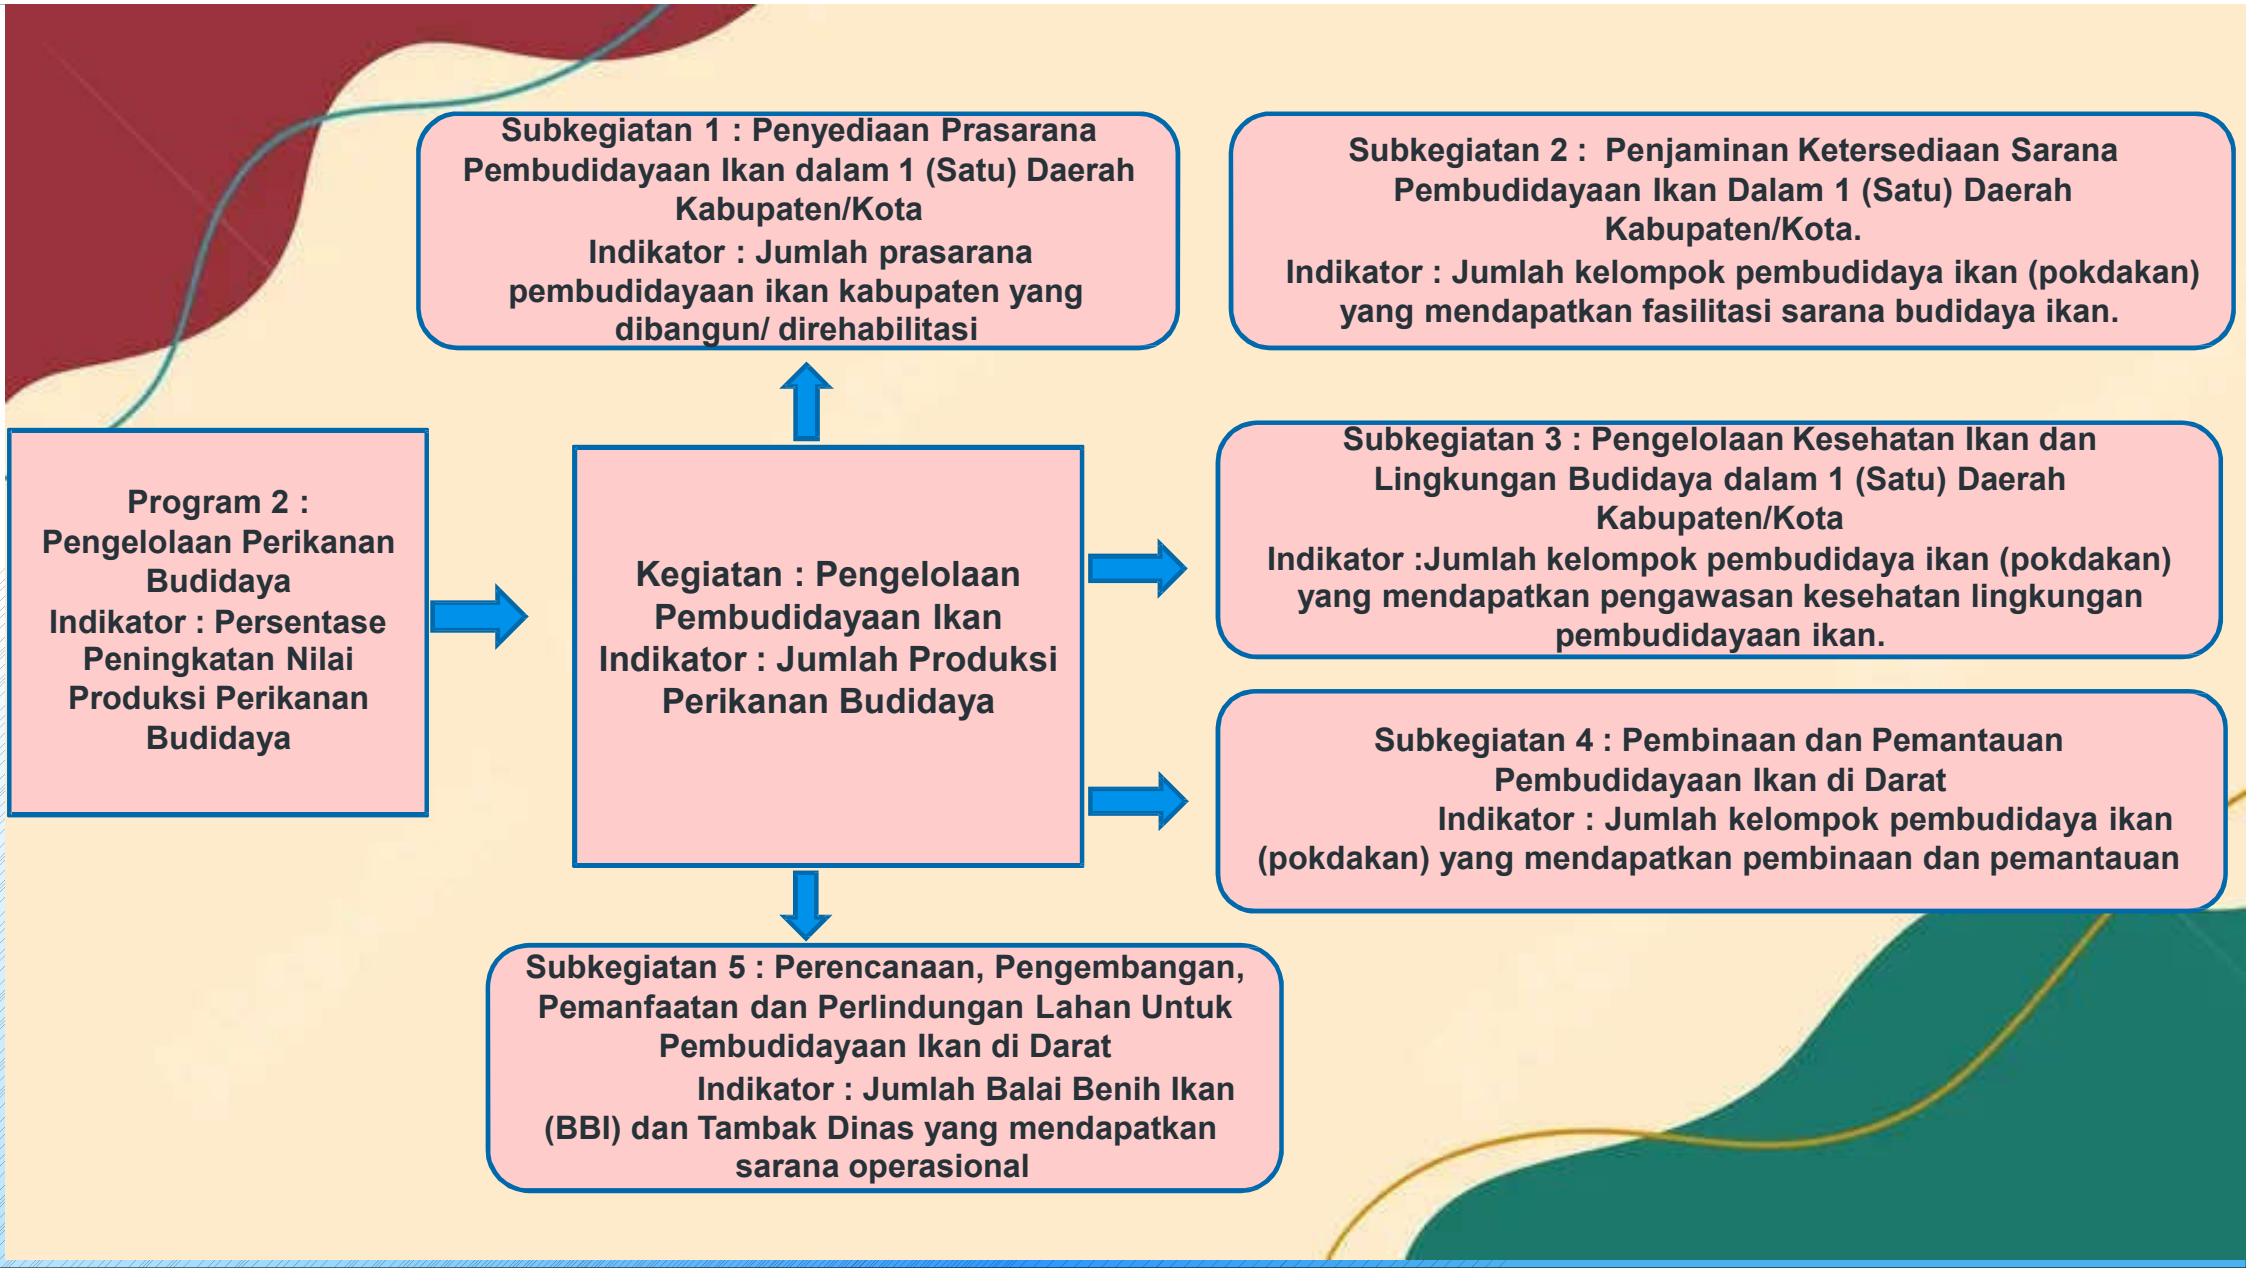 Subkegiatan 1 : Penyediaan Prasarana
Pembudidayaan Ikan dalam 1 (Satu) Daerah
Kabupaten/Kota
Indikator : Jumlah prasarana
pembudidayaan ikan kabupaten yang
dibangun/ direhabilitasi
Subkegiatan 2 : Penjaminan Ketersediaan Sarana
Pembudidayaan Ikan Dalam 1 (Satu) Daerah
Kabupaten/Kota.
Indikator : Jumlah kelompok pembudidaya ikan (pokdakan)
yang mendapatkan fasilitasi sarana budidaya ikan.
Program 2 :
Pengelolaan Perikanan
Budidaya
Indikator : Persentase
Peningkatan Nilai
Produksi Perikanan
Budidaya
Kegiatan : Pengelolaan
Pembudidayaan Ikan
Indikator : Jumlah Produksi
Perikanan Budidaya
Subkegiatan 3 : Pengelolaan Kesehatan Ikan dan
Lingkungan Budidaya dalam 1 (Satu) Daerah
Kabupaten/Kota
Indikator :Jumlah kelompok pembudidaya ikan (pokdakan)
yang mendapatkan pengawasan kesehatan lingkungan
pembudidayaan ikan.
Subkegiatan 4 : Pembinaan dan Pemantauan
Pembudidayaan Ikan di Darat
Indikator : Jumlah kelompok pembudidaya ikan
(pokdakan) yang mendapatkan pembinaan dan pemantauan
Subkegiatan 5 : Perencanaan, Pengembangan,
Pemanfaatan dan Perlindungan Lahan Untuk
Pembudidayaan Ikan di Darat
Indikator : Jumlah Balai Benih Ikan
(BBI) dan Tambak Dinas yang mendapatkan
sarana operasional